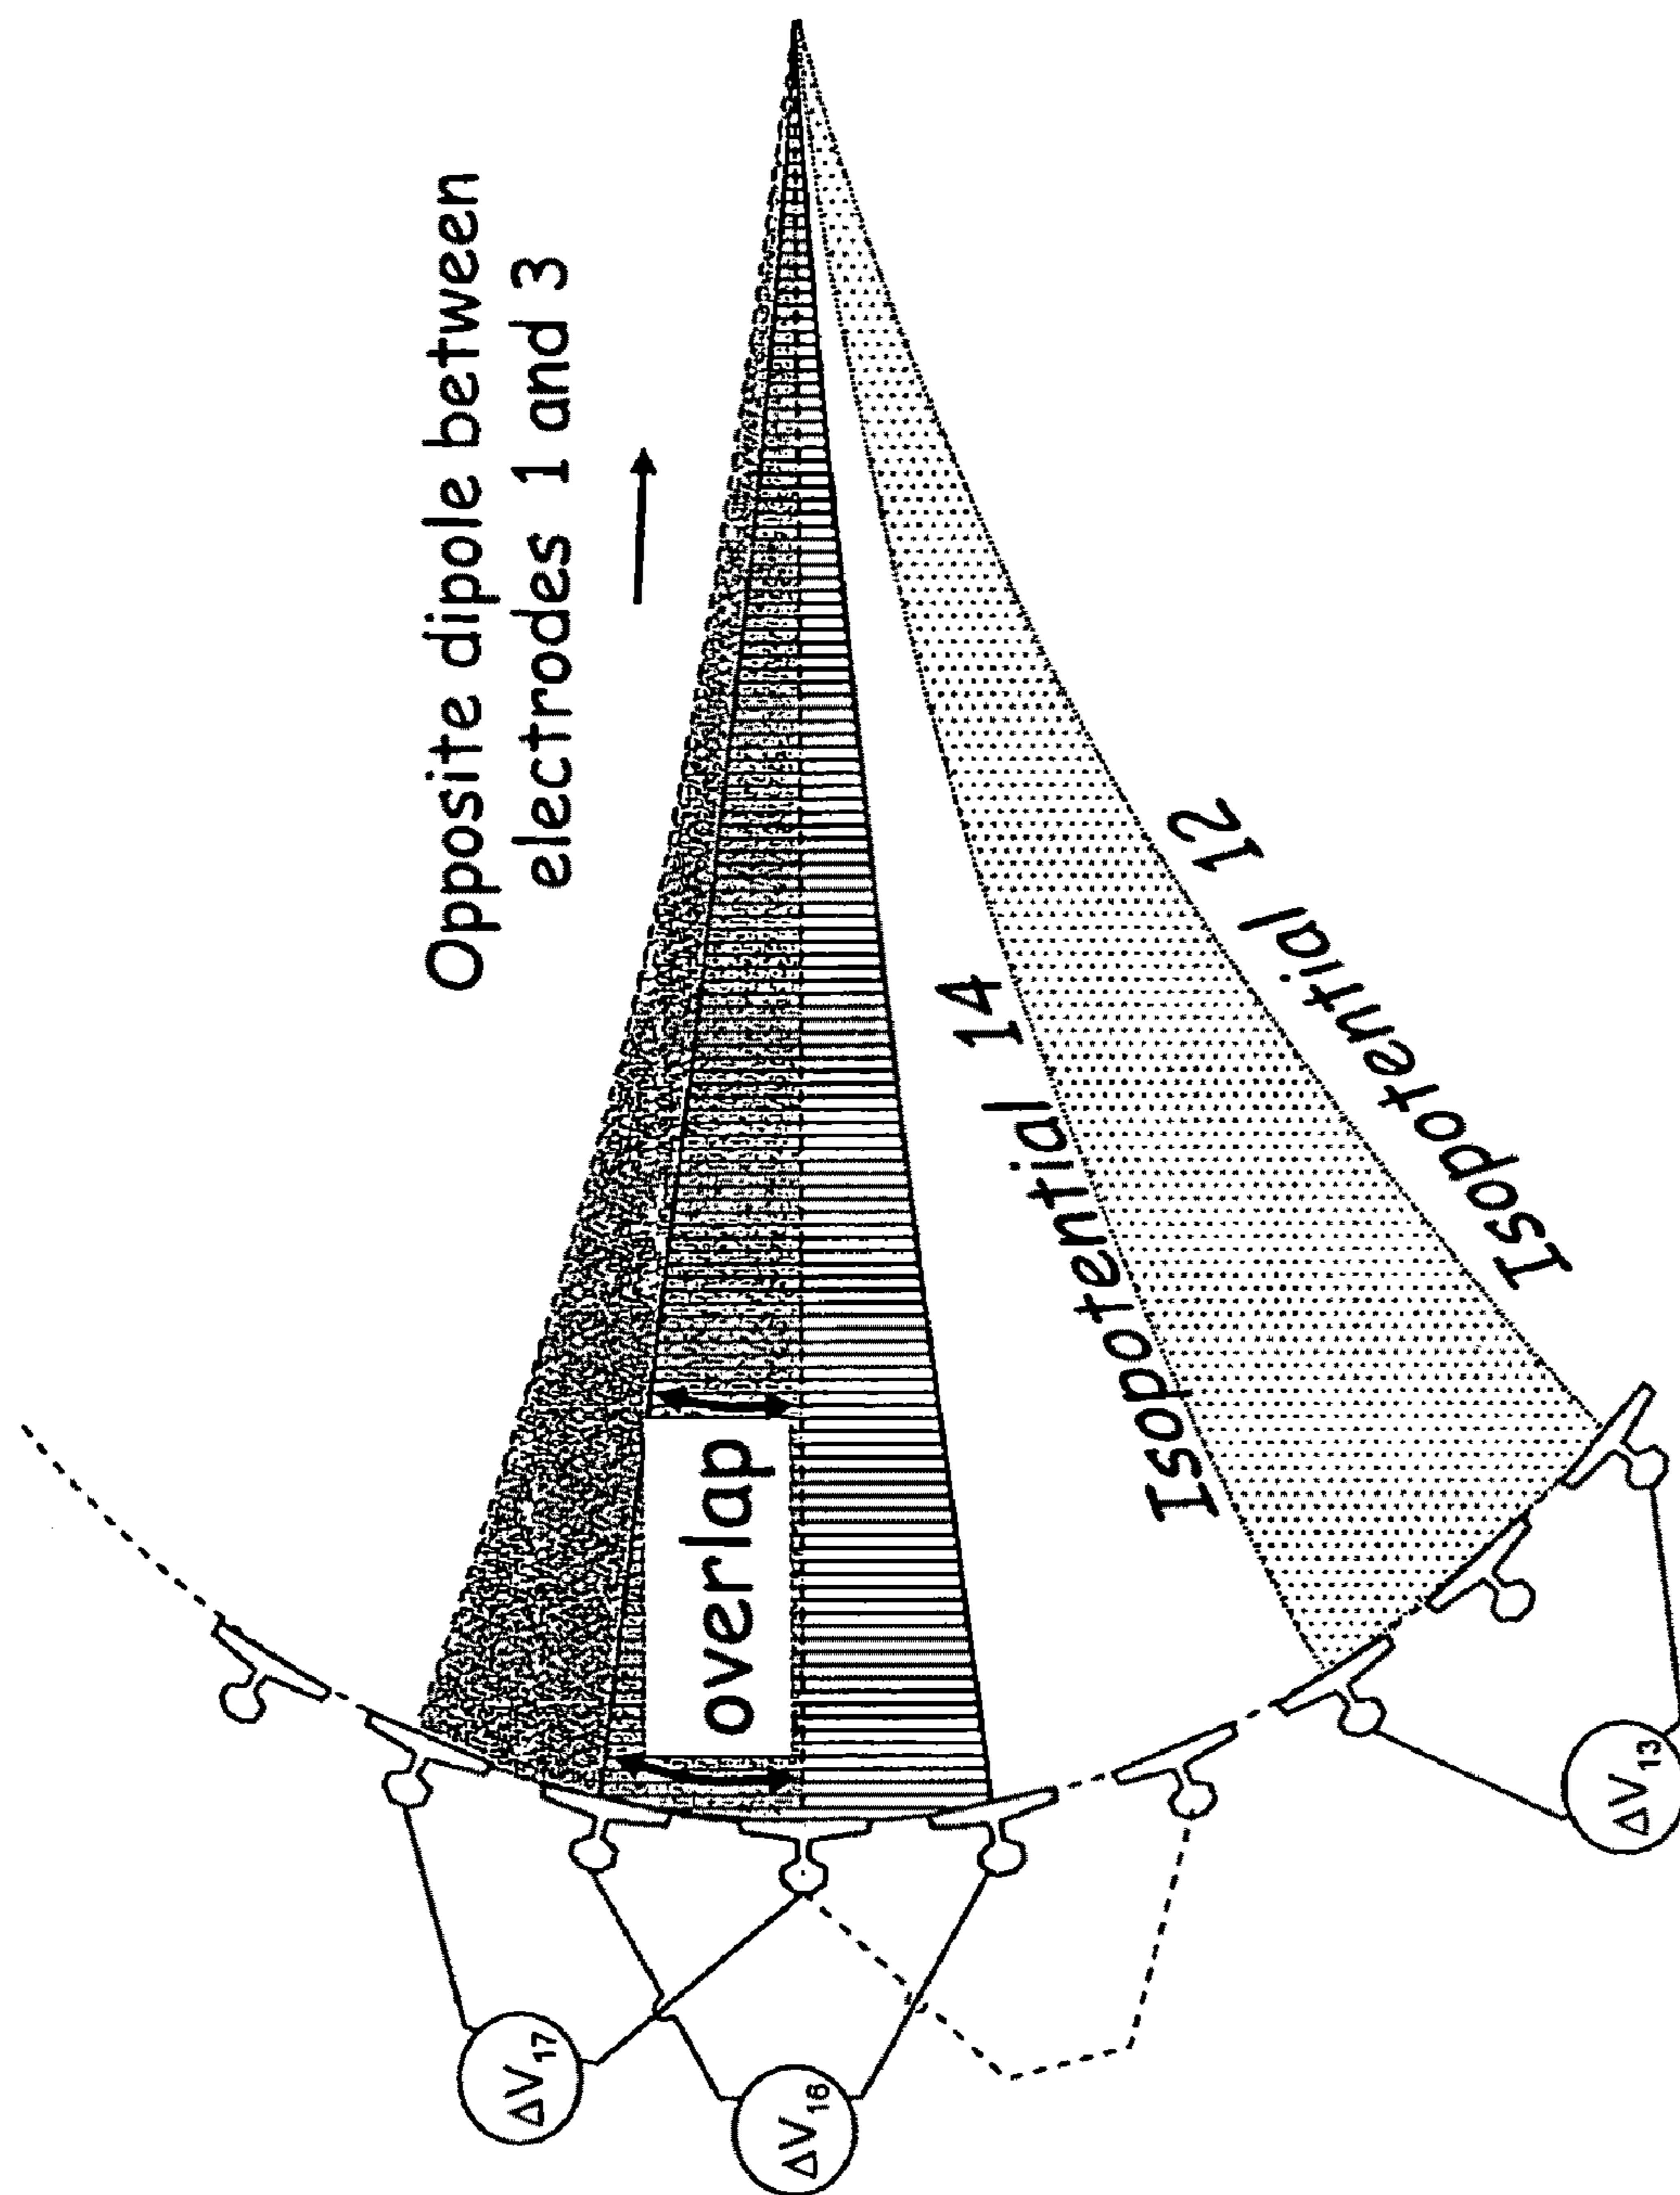 Opposite dipole between
electrodes 1 and 3
overlap
Isopotential 14
Isopotential 12
ΔV17
ΔV16
ΔV13